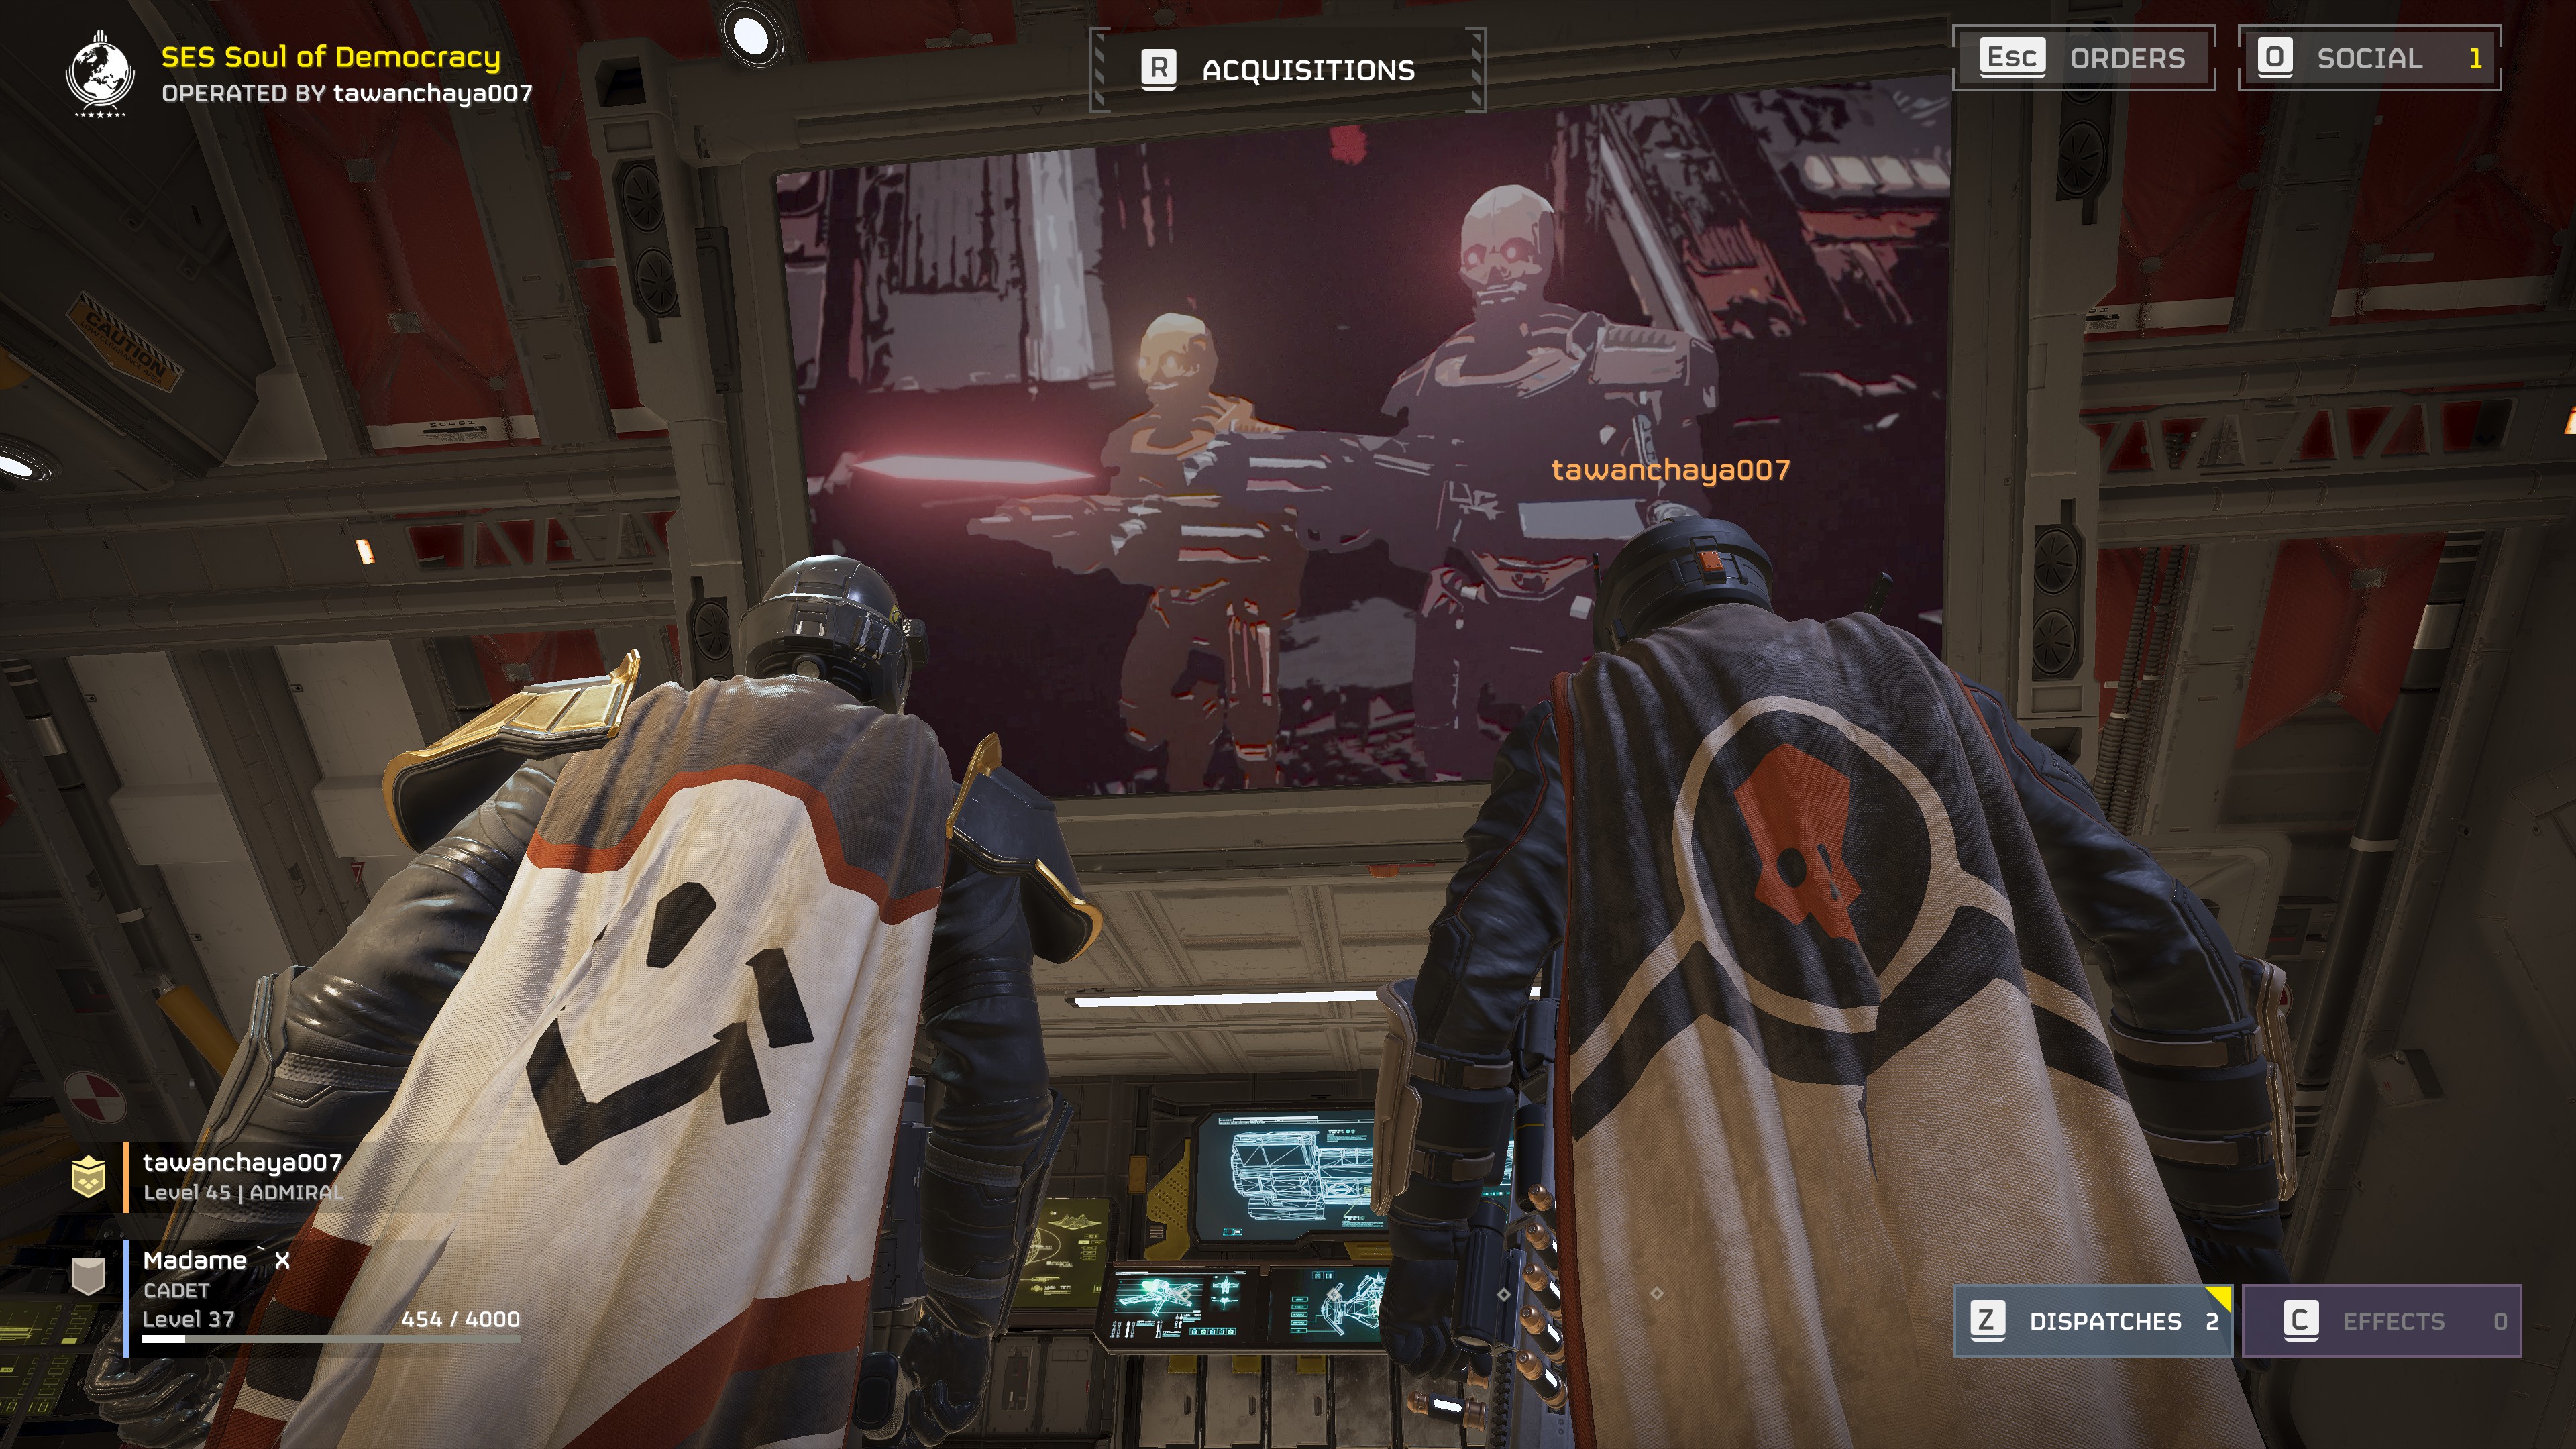 SES Soul of Democracy
OPERATED BY tawanchaya007
R ACQUISITIONS
Esc ORDERS
O SOCIAL 1
CAUTION
tawanchaya007
tawanchaya007
Level 45 | ADMIRAL
Madame ` X
CADET
Level 37 454 / 4000
Z DISPATCHES 2
C EFFECTS 0